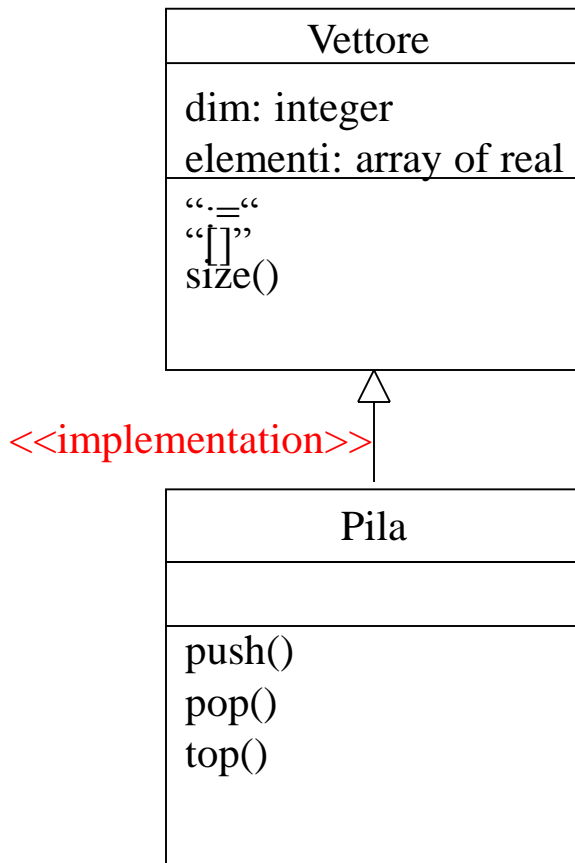 Vettore
dim: integer
elementi: array of real
“:=“
“[]”
size()
<<implementation>>
Pila
push()
pop()
top()